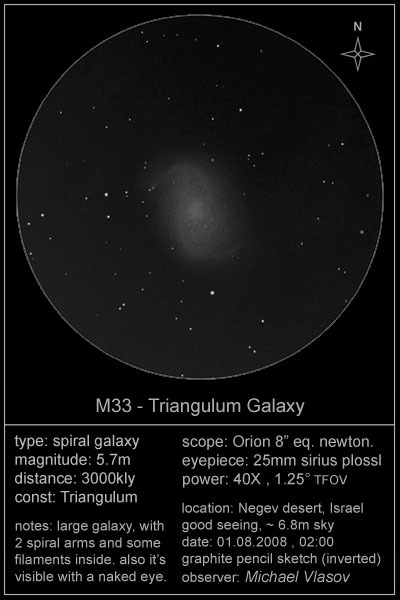 N
M33 - Triangulum Galaxy
type: spiral galaxy
magnitude: 5.7m
distance: 3000kly
const: Triangulum
notes: large galaxy, with
2 spiral arms and some
filaments inside. also it's
visible with a naked eye.
scope: Orion 8” eq. newton.
eyepiece: 25mm sirius plossl
power: 40X , 1.25° TFOV
location: Negev desert, Israel
good seeing, ~ 6.8m sky
date: 01.08.2008 , 02:00
graphite pencil sketch (inverted)
observer: Michael Vlasov